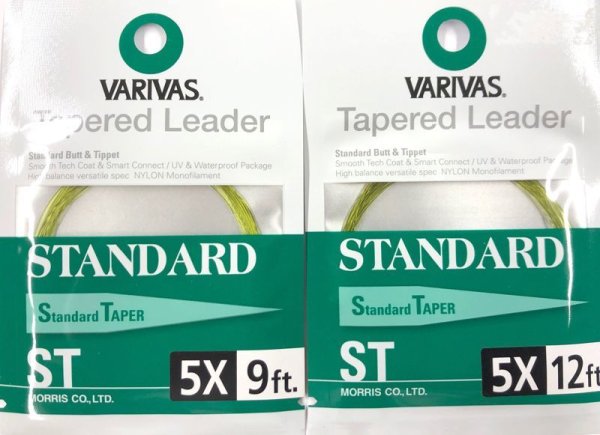 VARIVAS®
Tapered Leader
Standard Butt & Tippet
Smooth Tech Coat & Smart Connect / UV & Waterproof Package
High balance versatile spec NYLON Monofilament
STANDARD
Standard TAPER
ST
5X 9ft.
MORRIS CO.,LTD.
VARIVAS®
Tapered Leader
Standard Butt & Tippet
Smooth Tech Coat & Smart Connect / UV & Waterproof Package
High balance versatile spec NYLON Monofilament
STANDARD
Standard TAPER
ST
5X 12ft
MORRIS CO.,LTD.